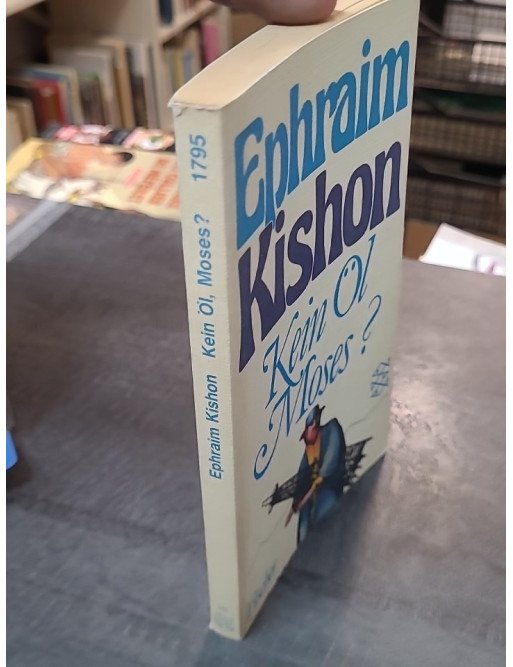 Ephraim
Kishon
Kein Öl
Moses?
Ephraim Kishon Kein Öl, Moses? 1795